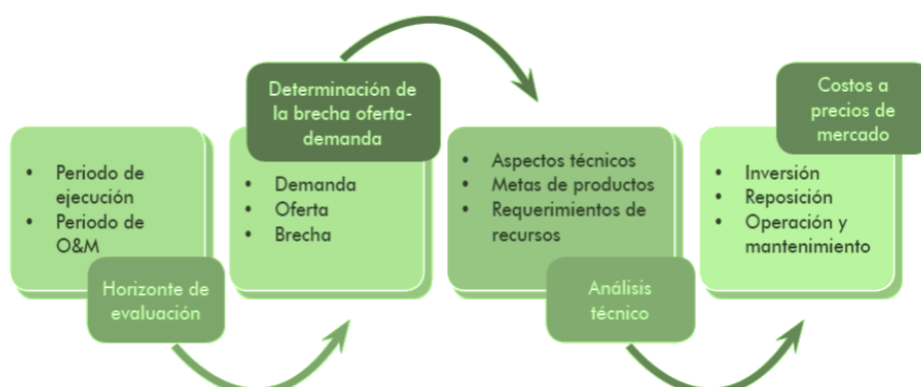 • Periodo de
ejecución
• Periodo de
O&M
Horizonte de
evaluación
Determinación de
la brecha oferta-
demanda
• Demanda
• Oferta
• Brecha
• Aspectos técnicos
• Metas de productos
• Requerimientos de
recursos
Análisis
técnico
Costos a
precios de
mercado
• Inversión
• Reposición
• Operación y
mantenimiento